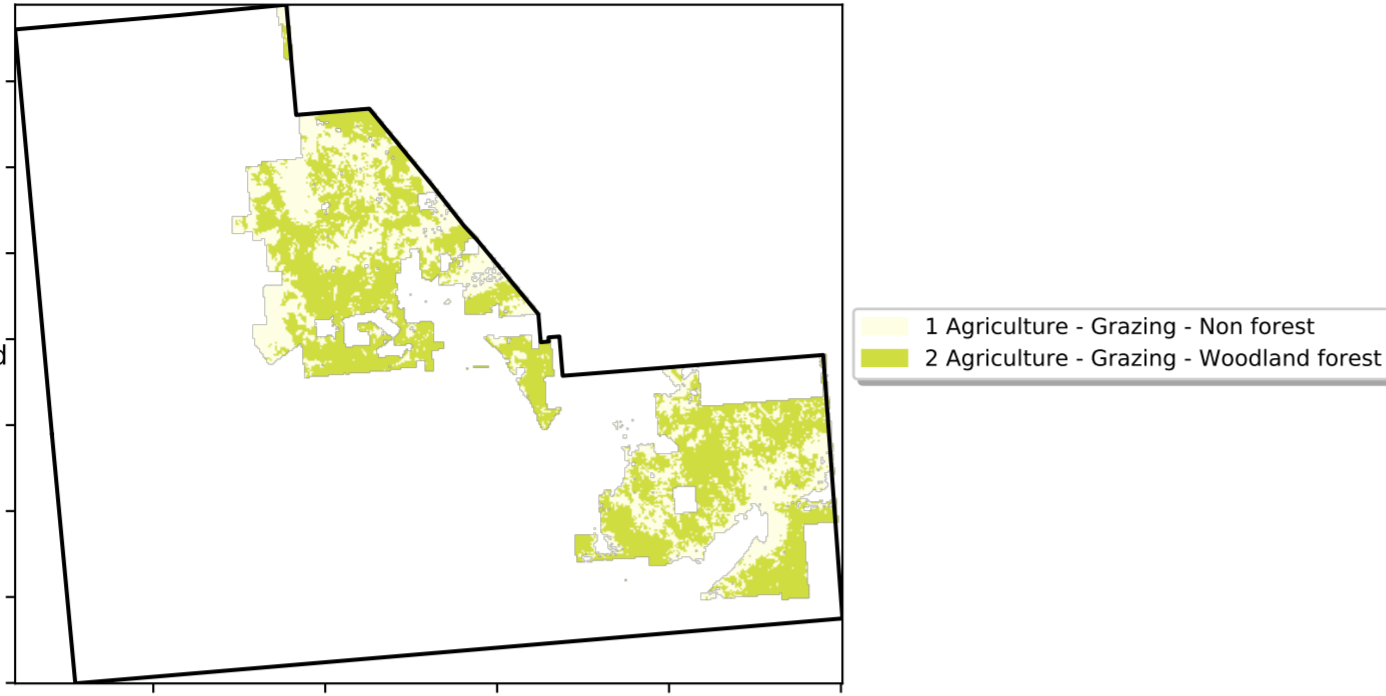 d
1 Agriculture - Grazing - Non forest
2 Agriculture - Grazing - Woodland forest